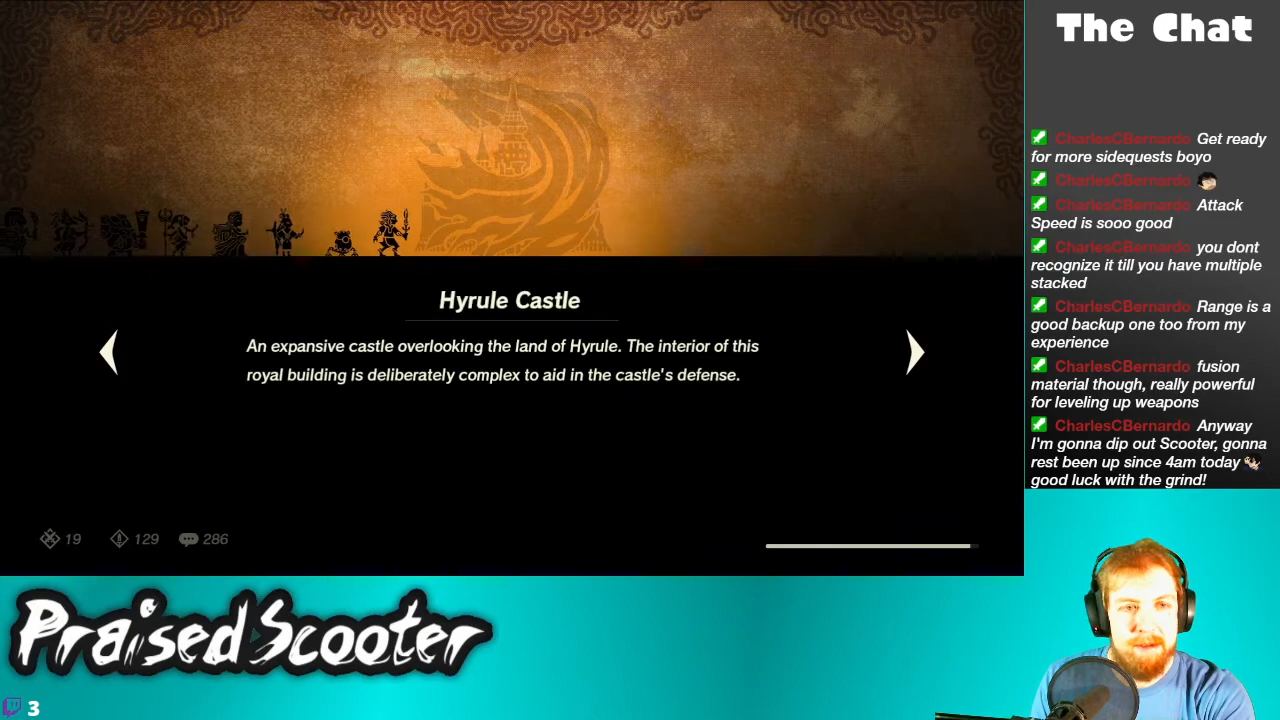 The Chat
CharlesCBernardo Get ready
for more sidequests boyo
CharlesCBernardo
CharlesCBernardo Attack
Speed is sooo good
CharlesCBernardo you dont
recognize it till you have multiple
stacked
CharlesCBernardo Range is a
good backup one too from my
experience
CharlesCBernardo fusion
material though, really powerful
for leveling up weapons
CharlesCBernardo Anyway
I'm gonna dip out Scooter, gonna
rest been up since 4am today
good luck with the grind!
Hyrule Castle
An expansive castle overlooking the land of Hyrule. The interior of this
royal building is deliberately complex to aid in the castle's defense.
19 129 286
PraisedScooter
3